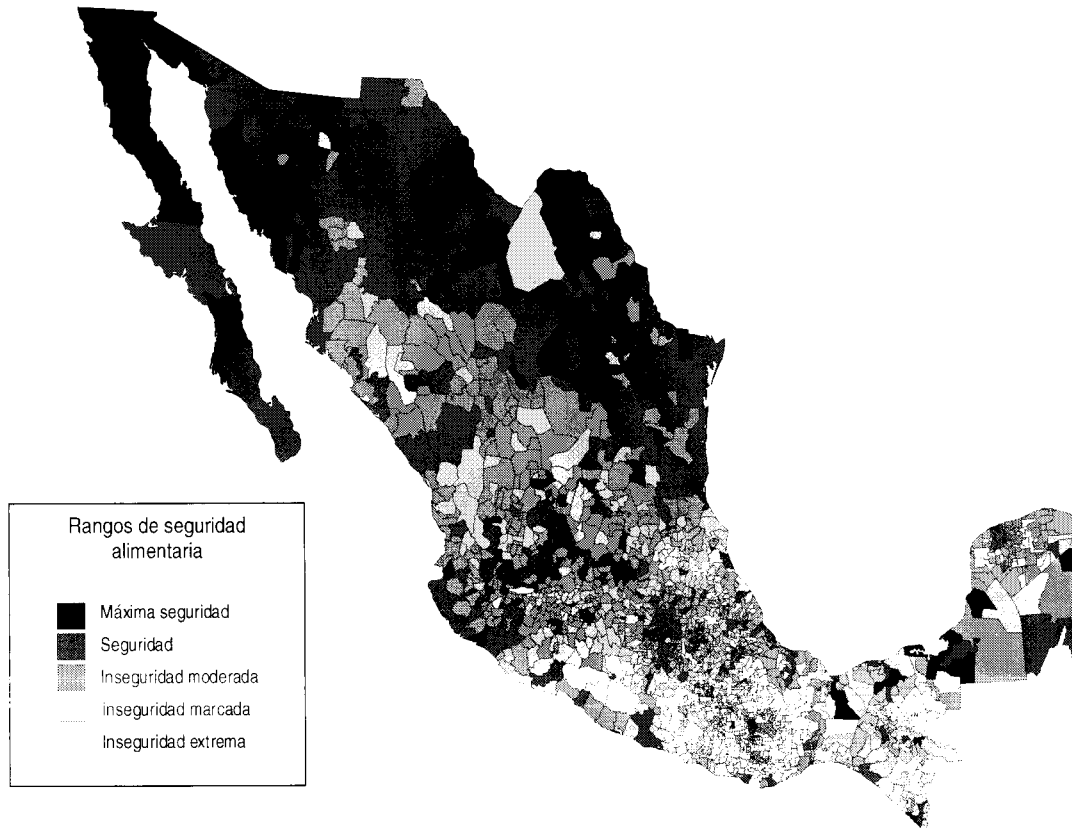 Rangos de seguridad
alimentaria
Máxima seguridad
Seguridad
Inseguridad moderada
inseguridad marcada
Inseguridad extrema